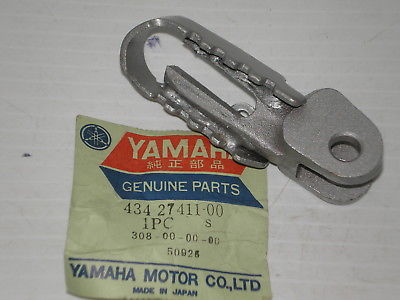 YAMAHA
純正部品
GENUINE PARTS
434 27411-00
1PC S
308-00-00-00
50926
YAMAHA MOTOR CO.,LTD
MADE IN JAPAN